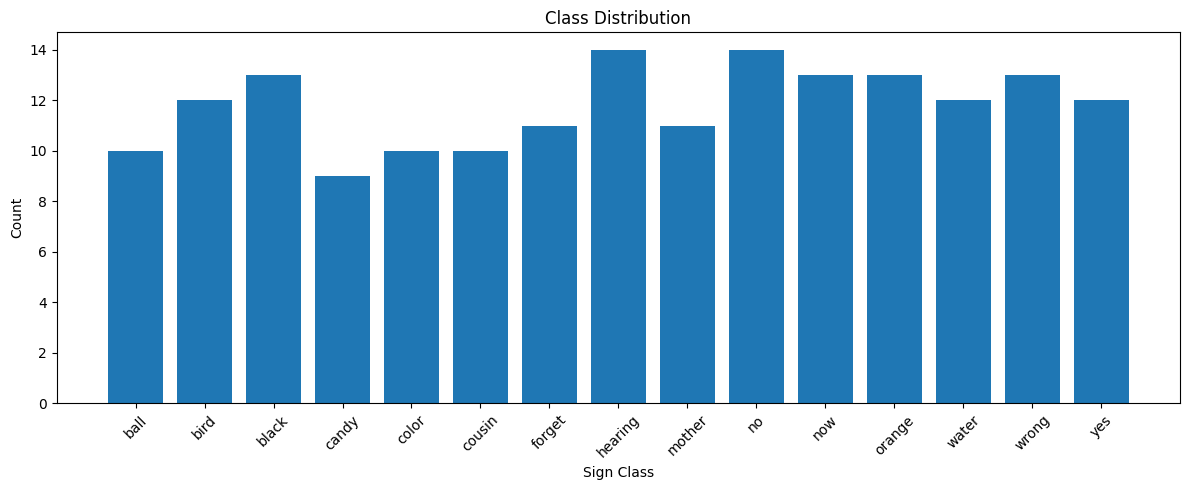 Class Distribution
Count
14
12
10
8
6
4
2
0
ball bird black candy color cousin forget hearing mother no now orange water wrong yes
Sign Class